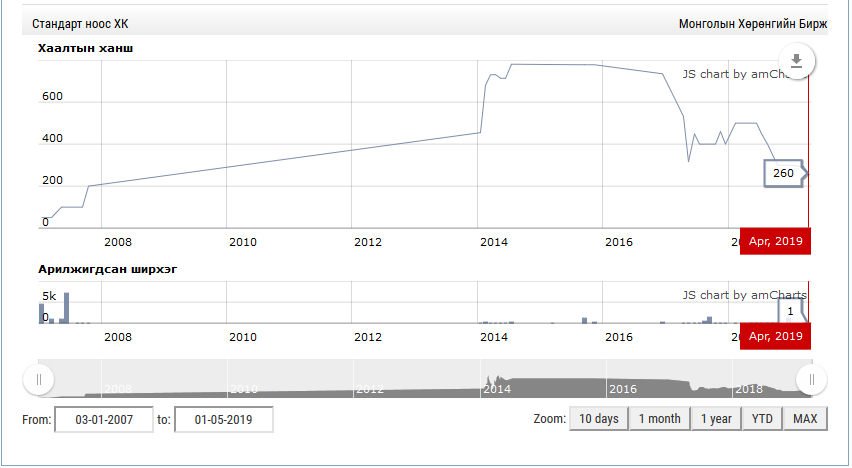 Стандарт ноос ХК
Монголын Хөрөнгийн Бирж
Хаалтын ханш
JS chart by amCharts
600
400
200
0
260
2008
2010
2012
2014
2016
Apr, 2019
Арилжигдсан ширхэг
JS chart by amCharts
5k
0
1
2008
2010
2012
2014
2016
Apr, 2019
2008
2010
2012
2014
2016
2018
From: 03-01-2007 to: 01-05-2019
Zoom: 10 days 1 month 1 year YTD MAX